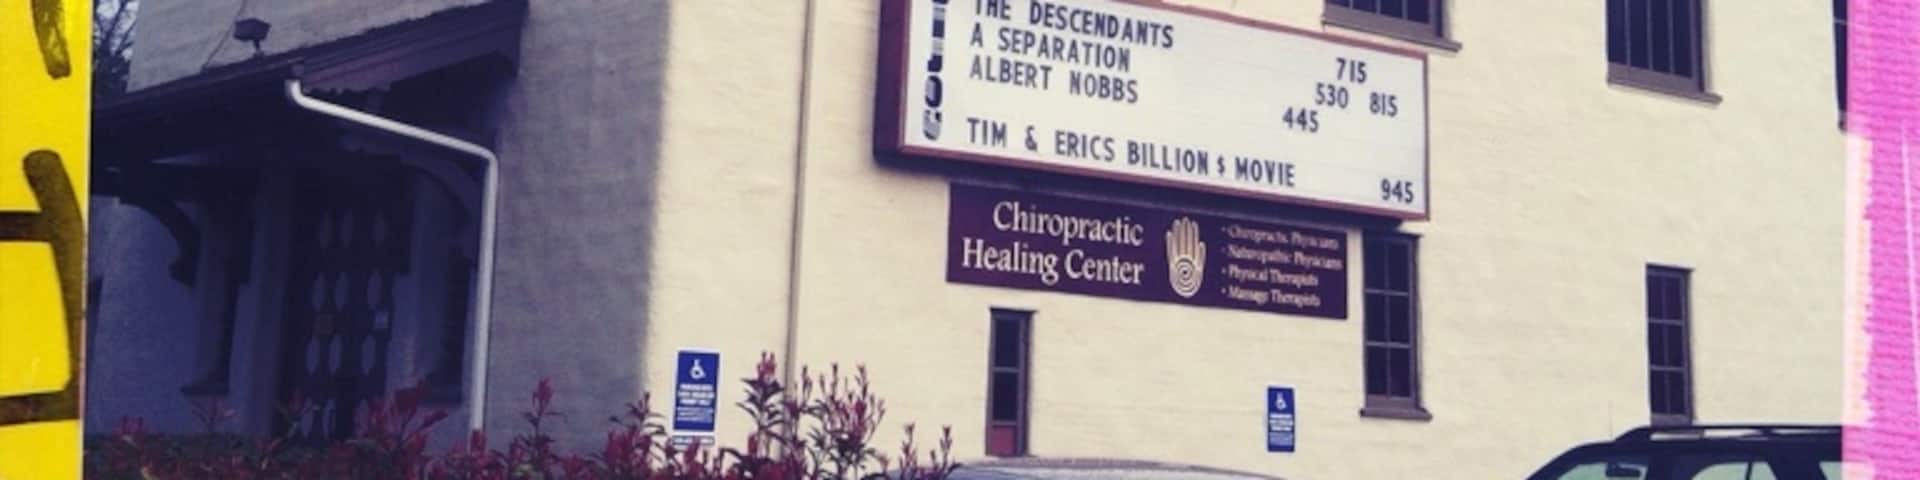 THE DESCENDANTS 715
A SEPARATION 530 815
ALBERT NOBBS 445
TIM & ERICS BILLION $ MOVIE 945
Chiropractic
Healing Center
• Chiropractic Physicians
• Naturopathic Physicians
• Physical Therapists
• Massage Therapists